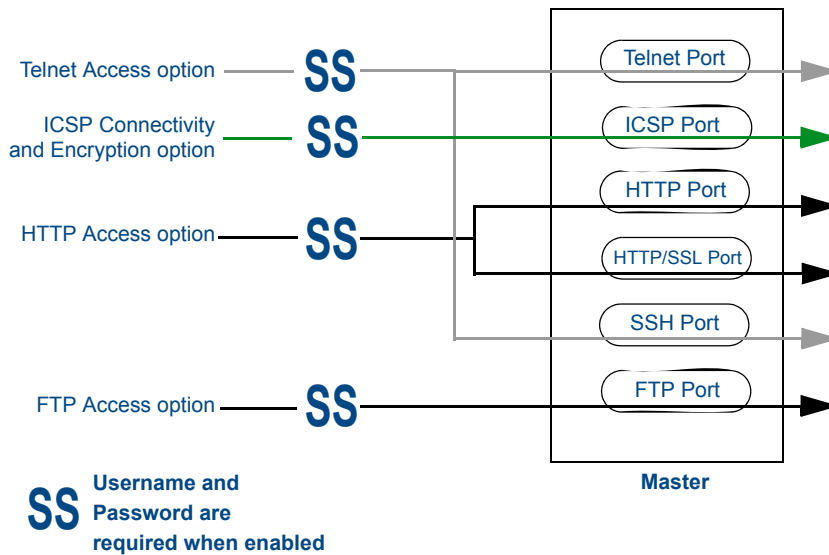 Telnet Access option
SS
Telnet Port
ICSP Connectivity
and Encryption option
SS
ICSP Port
HTTP Port
HTTP Access option
SS
HTTP/SSL Port
SSH Port
FTP Access option
SS
FTP Port
Master
SS
Username and
Password are
required when enabled